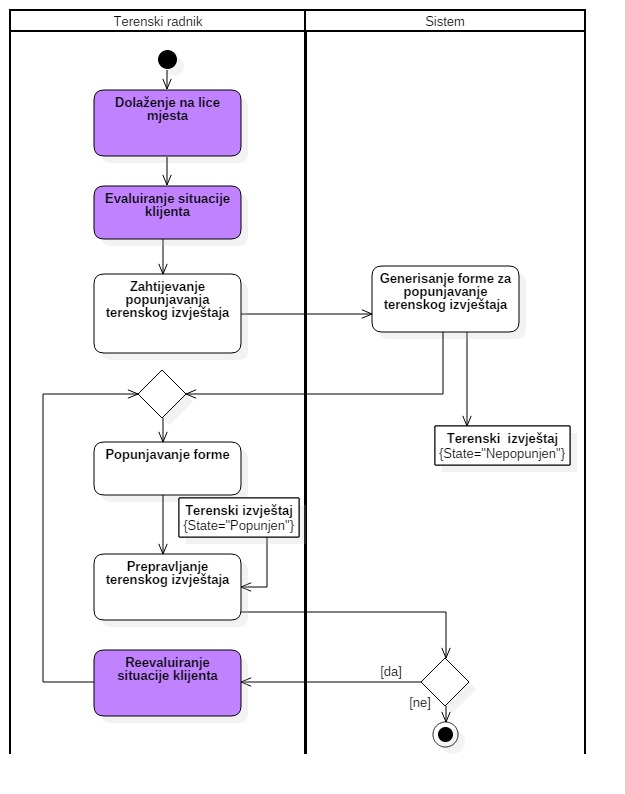 Terenski radnik
Sistem
Dolaženje na lice
mjesta
Evaluiranje situacije
klijenta
Zahtijevanje
popunjavanja
terenskog izvještaja
Generisanje forme za
popunjavanje
terenskog izvještaja
Terenski izvještaj
{State="Nepopunjen"}
Popunjavanje forme
Terenski izvještaj
{State="Popunjen"}
Prepravljanje
terenskog izvještaja
Reevaluiranje
situacije klijenta
[da]
[ne]